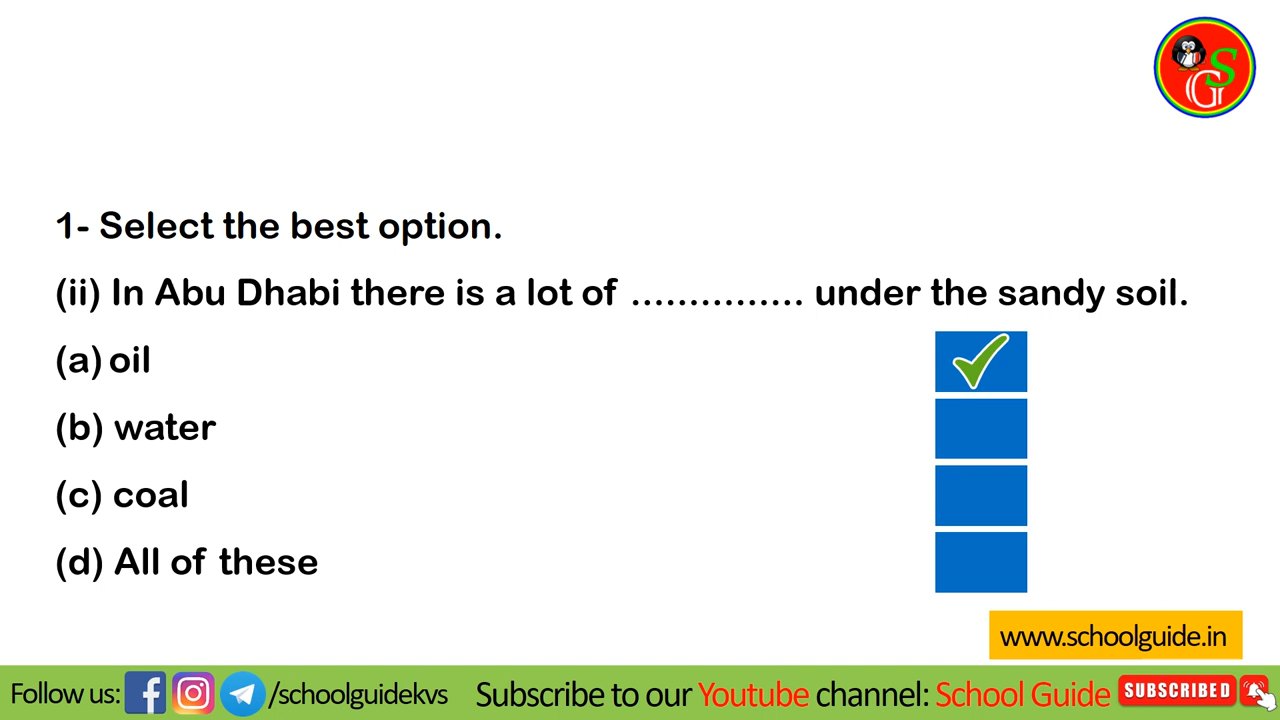 SG
1- Select the best option.
(ii) In Abu Dhabi there is a lot of ............... under the sandy soil.
(a) oil
(b) water
(c) coal
(d) All of these
www.schoolguide.in
Follow us: /schoolguidekvs Subscribe to our Youtube channel: School Guide SUBSCRIBED